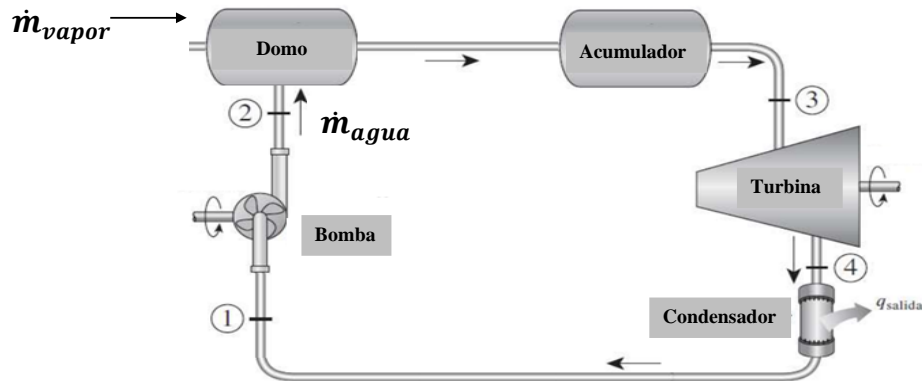 ṁvapor
Domo
Acumulador
2
ṁagua
3
Turbina
Bomba
4
1
Condensador
qsalida